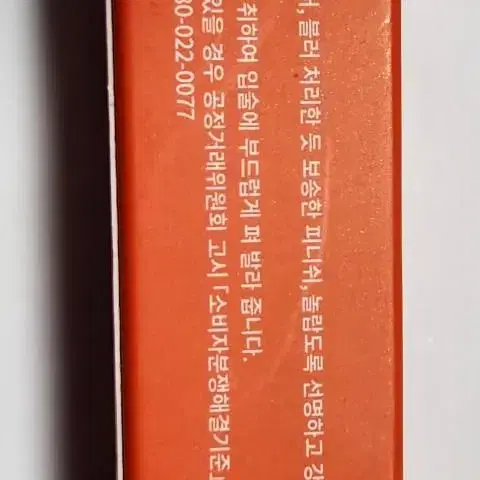 , 블러 처리한 듯 보송한 피니쉬, 놀랍도록 선명하고 강
취하여 입술에 부드럽게 펴 발라 줍니다.
있을 경우 공정거래위원회 고시 「소비자분쟁해결기준」
80-022-0077